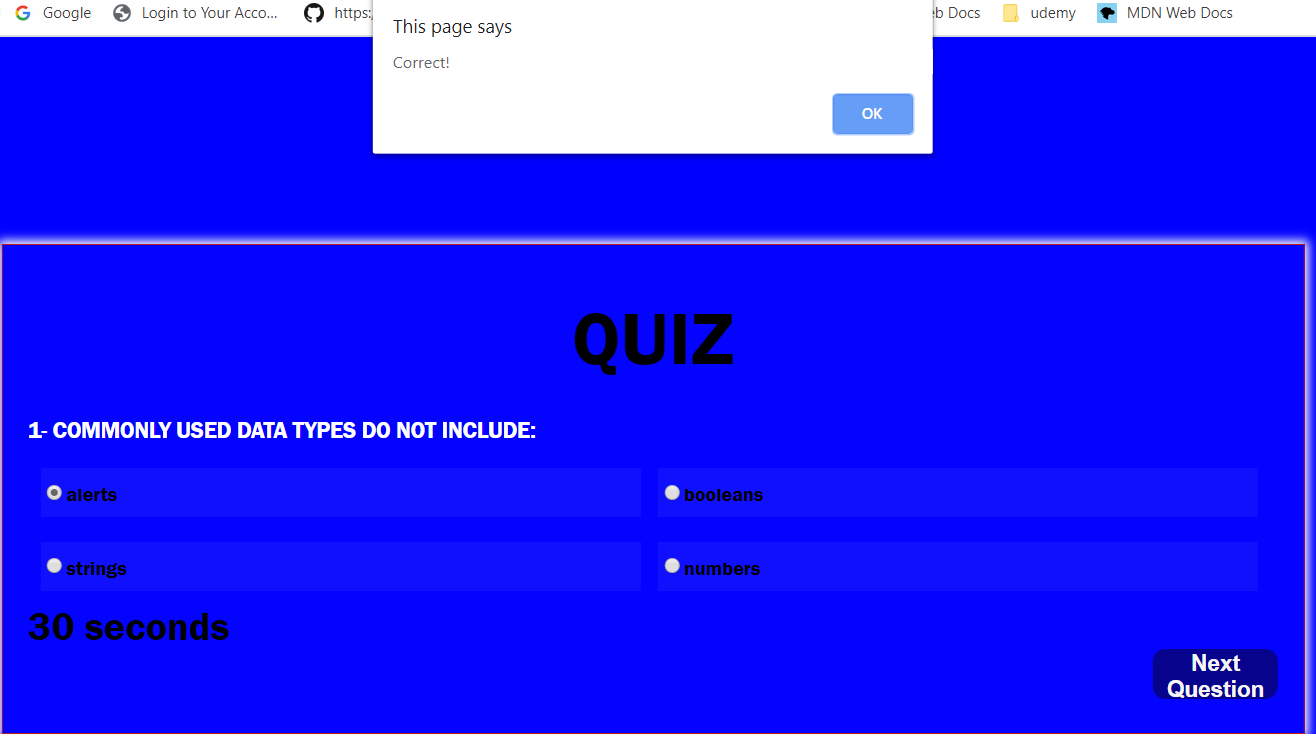 Google Login to Your Acco... https: eb Docs udemy MDN Web Docs
This page says
Correct!
OK
QUIZ
1- COMMONLY USED DATA TYPES DO NOT INCLUDE:
alerts booleans
strings numbers
30 seconds
Next
Question